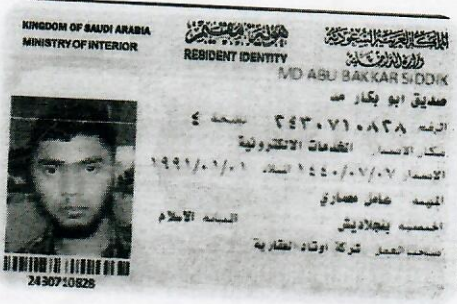 KINGDOM OF SAUDI ARABIA
MINISTRY OF INTERIOR
هوية مقيم
RESIDENT IDENTITY
المملكة العربية السعودية
وزارة الداخلية
MD ABU BAKKAR SIDDIK
صديق ابو بكار مد
الرقم ٢٤٣٠٧١٠٨٢٨ نسخة ٤
مكان الاصدار الخدمات الالكترونية
الاصدار ١٤٤٠/٠٧/٠٧ الميلاد ١٩٩١/٠١/٠١
المهنة عامل معماري
الجنسية بنجلاديش الديانة الاسلام
صاحب العمل شركة اوتاد العقارية
2430710828